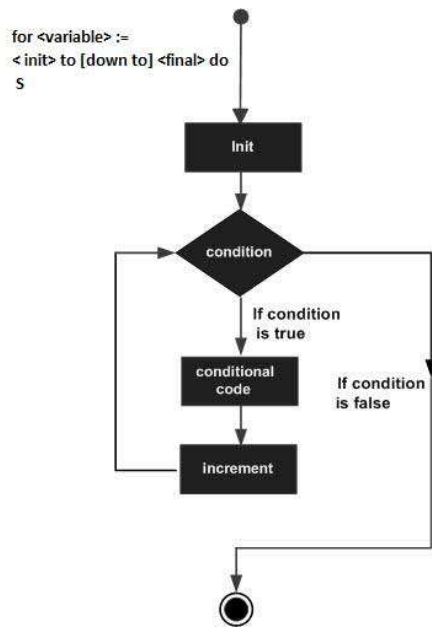 for <variable> :=
< init> to [down to] <final> do
S
Init
condition
If condition
is true
conditional
code
If condition
is false
increment